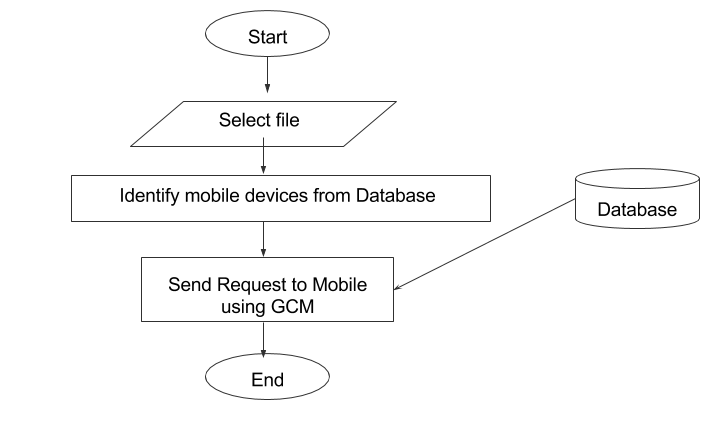 Start
Select file
Identify mobile devices from Database
Database
Send Request to Mobile
using GCM
End